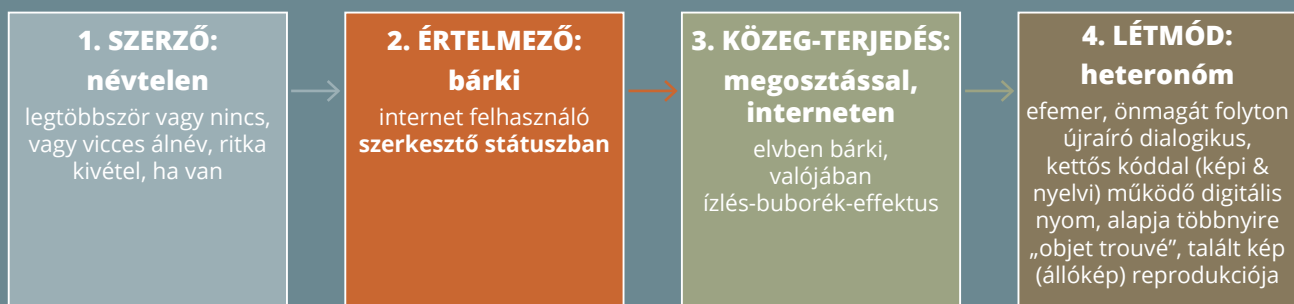 1. SZERZŐ:
névtelen
legtöbbször vagy nincs,
vagy vicces álnév, ritka
kivétel, ha van
2. ÉRTELMEZŐ:
bárki
internet felhasználó
szerkesztő státuszban
3. KÖZEG-TERJEDÉS:
megosztással,
interneten
elvben bárki,
valójában
ízlés-buborék-effektus
4. LÉTMÓD:
heteronóm
efemer, önmagát folyton
újraíró dialogikus,
kettős kóddal (képi &
nyelvi) működő digitális
nyom, alapja többnyire
„objet trouvé”, talált kép
(állókép) reprodukciója